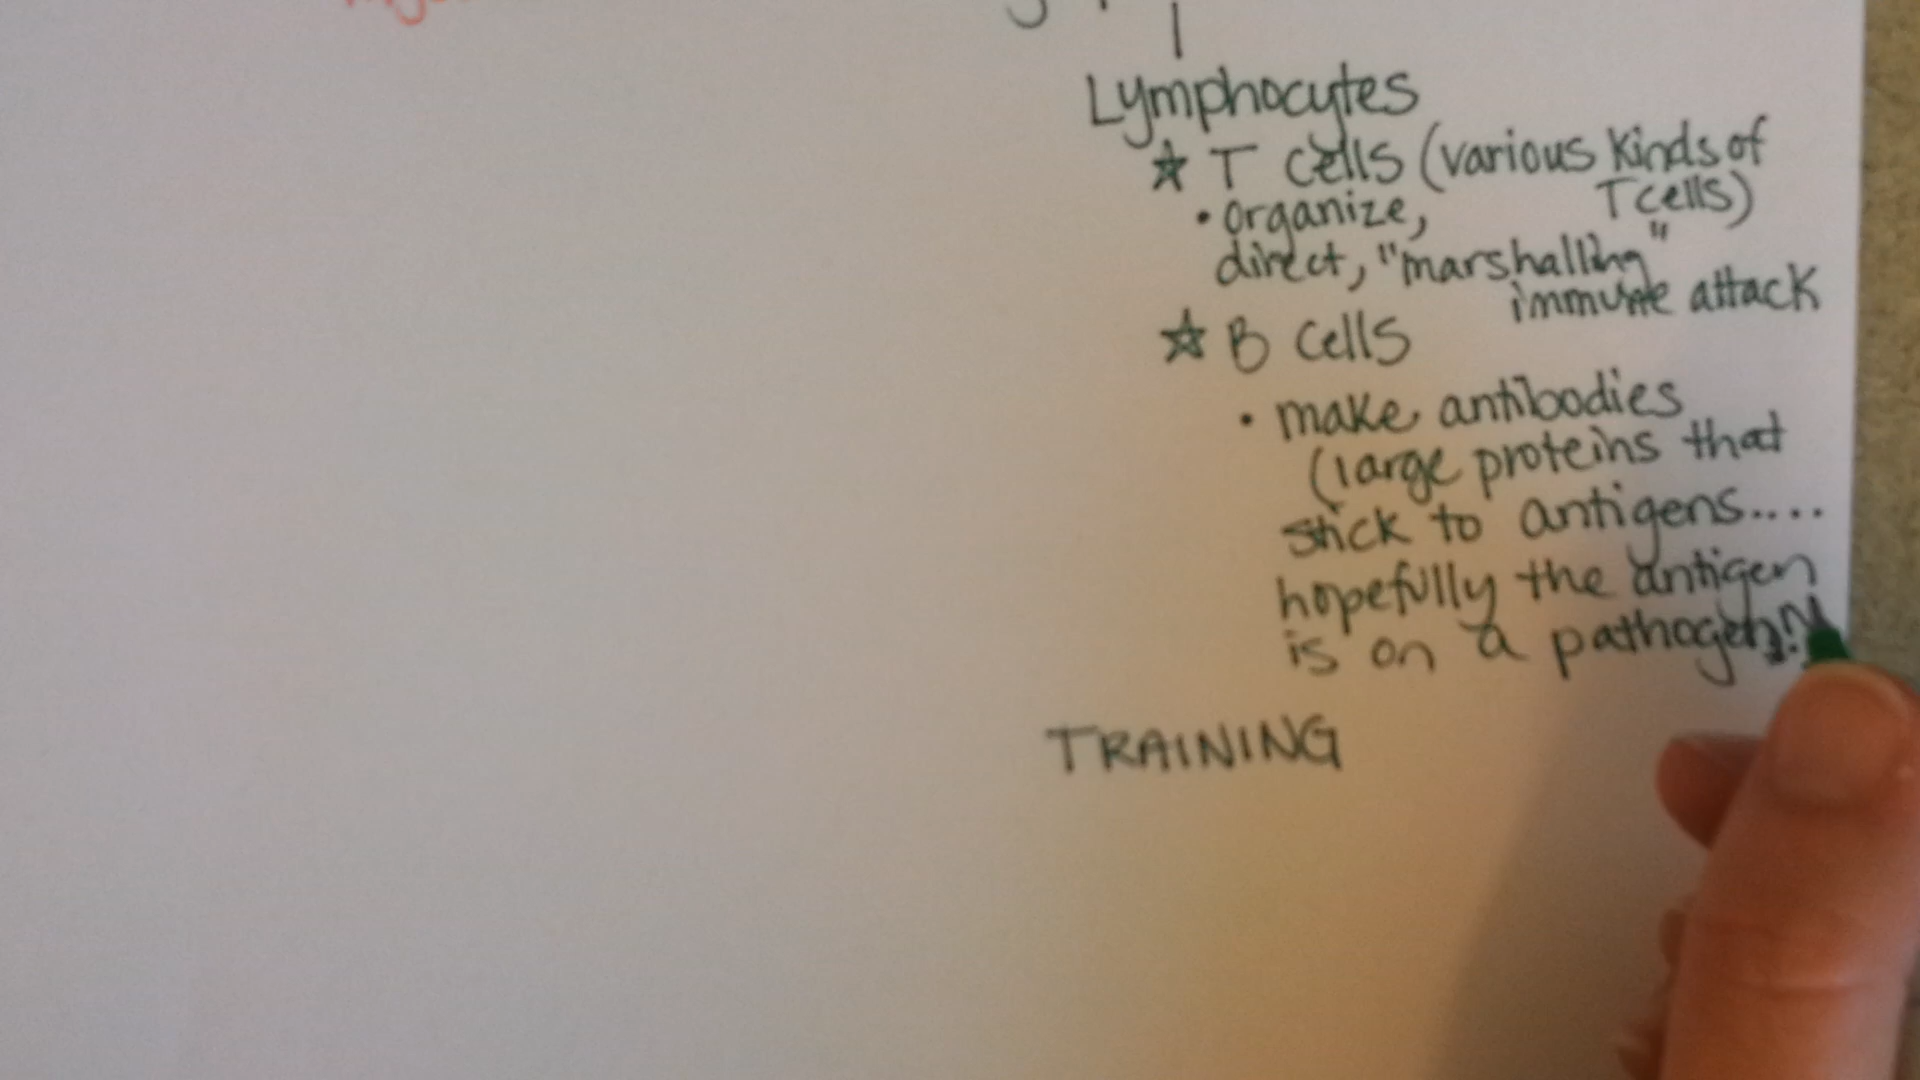 Lymphocytes
☆ T cells (various kinds of
T cells)
• organize,
direct, "marshalling"
immune attack
☆ B cells
• make antibodies
(large proteins that
stick to antigens....
hopefully the antigen
is on a pathogen!
TRAINING